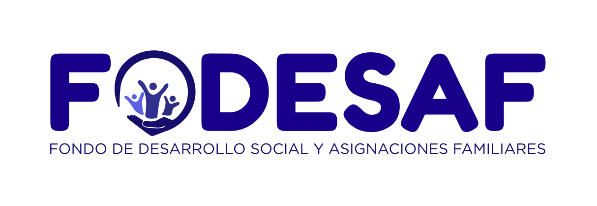 FODESAF
FONDO DE DESARROLLO SOCIAL Y ASIGNACIONES FAMILIARES